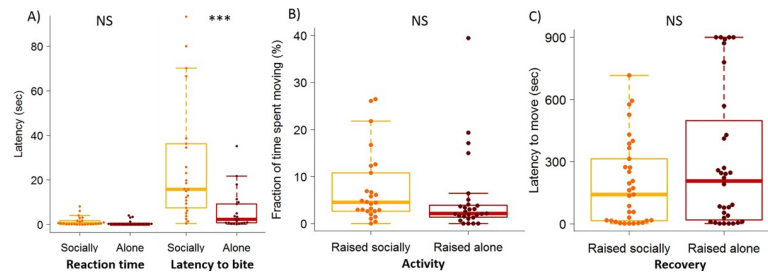 A)
NS
***
Latency (sec)
80
60
40
20
0
Socially
Alone
Socially
Alone
Reaction time
Latency to bite
B)
NS
Fraction of time spent moving (%)
40
30
20
10
0
Raised socially
Raised alone
Activity
C)
NS
Latency to move (sec)
900
600
300
0
Raised socially
Raised alone
Recovery